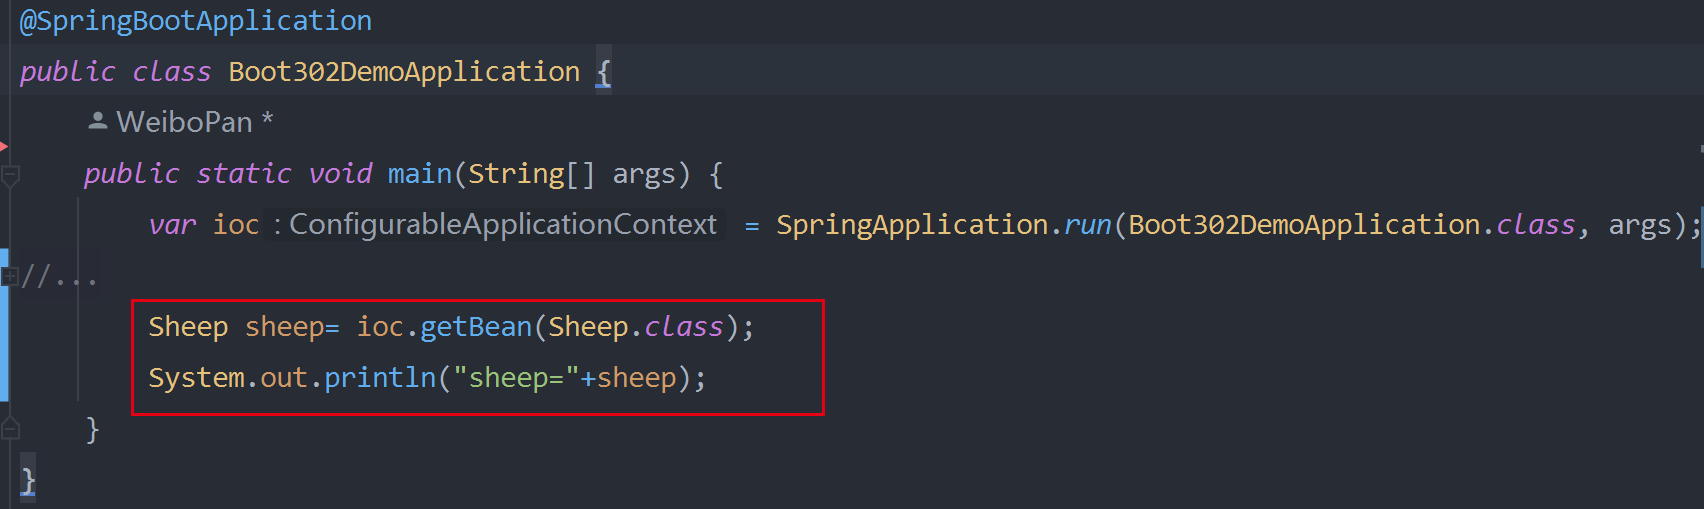 @SpringBootApplication
public class Boot302DemoApplication {
WeiboPan *
public static void main(String[] args) {
var ioc : ConfigurableApplicationContext = SpringApplication.run(Boot302DemoApplication.class, args);
//...
Sheep sheep= ioc.getBean(Sheep.class);
System.out.println("sheep="+sheep);
}
}